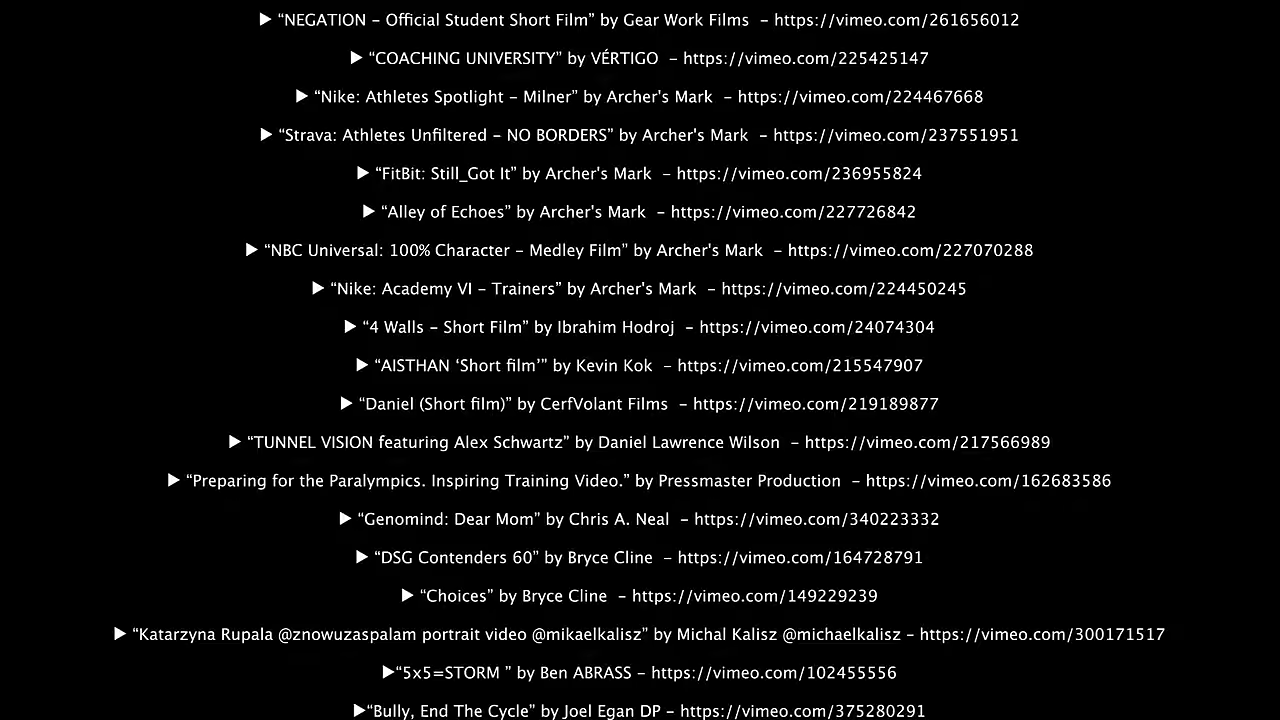 ▶ “NEGATION – Official Student Short Film” by Gear Work Films – https://vimeo.com/261656012
▶ “COACHING UNIVERSITY” by VÉRTIGO – https://vimeo.com/225425147
▶ “Nike: Athletes Spotlight – Milner” by Archer's Mark – https://vimeo.com/224467668
▶ “Strava: Athletes Unfiltered – NO BORDERS” by Archer's Mark – https://vimeo.com/237551951
▶ “FitBit: Still_Got It” by Archer's Mark – https://vimeo.com/236955824
▶ “Alley of Echoes” by Archer's Mark – https://vimeo.com/227726842
▶ “NBC Universal: 100% Character – Medley Film” by Archer's Mark – https://vimeo.com/227070288
▶ “Nike: Academy VI – Trainers” by Archer's Mark – https://vimeo.com/224450245
▶ “4 Walls – Short Film” by Ibrahim Hodroj – https://vimeo.com/24074304
▶ “AISTHAN ‘Short film’” by Kevin Kok – https://vimeo.com/215547907
▶ “Daniel (Short film)” by CerfVolant Films – https://vimeo.com/219189877
▶ “TUNNEL VISION featuring Alex Schwartz” by Daniel Lawrence Wilson – https://vimeo.com/217566989
▶ “Preparing for the Paralympics. Inspiring Training Video.” by Pressmaster Production – https://vimeo.com/162683586
▶ “Genomind: Dear Mom” by Chris A. Neal – https://vimeo.com/340223332
▶ “DSG Contenders 60” by Bryce Cline – https://vimeo.com/164728791
▶ “Choices” by Bryce Cline – https://vimeo.com/149229239
▶ “Katarzyna Rupala @znowuzaspalam portrait video @mikaelkalisz” by Michal Kalisz @michaelkalisz – https://vimeo.com/300171517
▶“5x5=STORM ” by Ben ABRASS – https://vimeo.com/102455556
▶“Bully, End The Cycle” by Joel Egan DP – https://vimeo.com/375280291